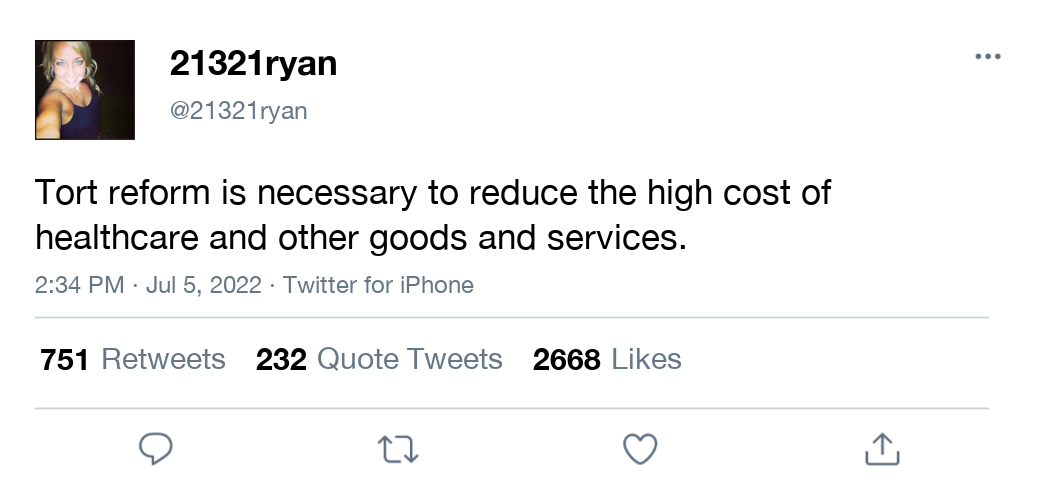 21321ryan
@21321ryan
Tort reform is necessary to reduce the high cost of
healthcare and other goods and services.
2:34 PM · Jul 5, 2022 · Twitter for iPhone
751 Retweets 232 Quote Tweets 2668 Likes